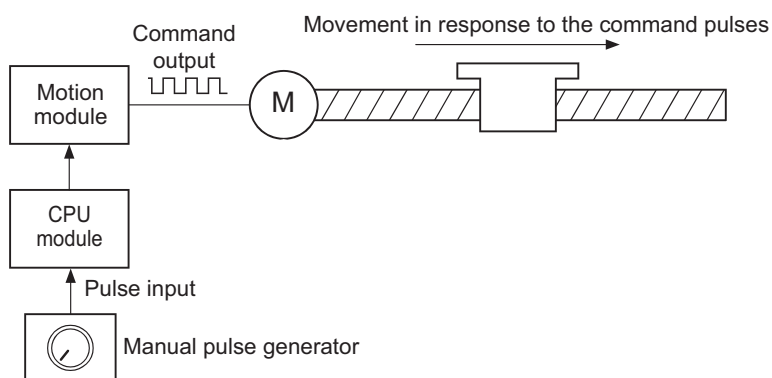 Movement in response to the command pulses
Command
output
Motion
module
M
CPU
module
Pulse input
Manual pulse generator